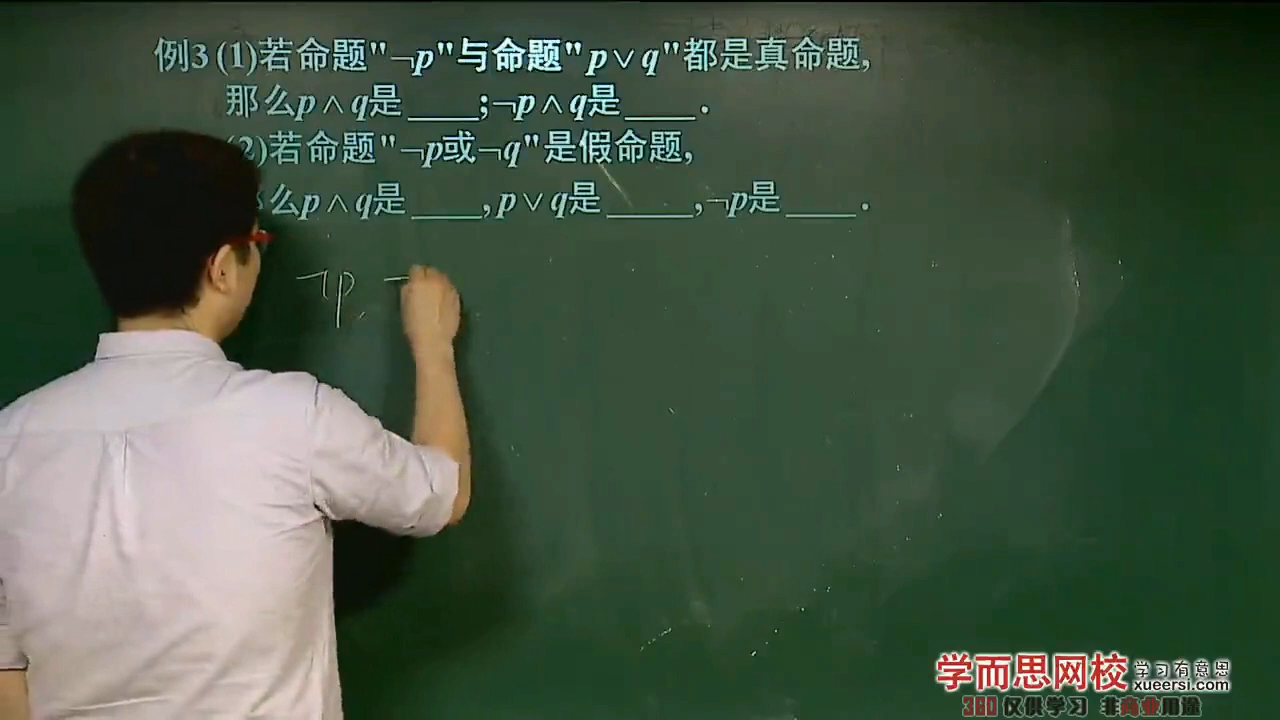 例3 (1)若命题"¬p"与命题"p∨q"都是真命题,
那么p∧q是____;¬p∧q是____.
(2)若命题"¬p或¬q"是假命题,
么p∧q是____,p∨q是____,¬p是____.
¬p, ¬
学而思网校 学习有意思
xueersi.com
360 仅供学习 非商业用途